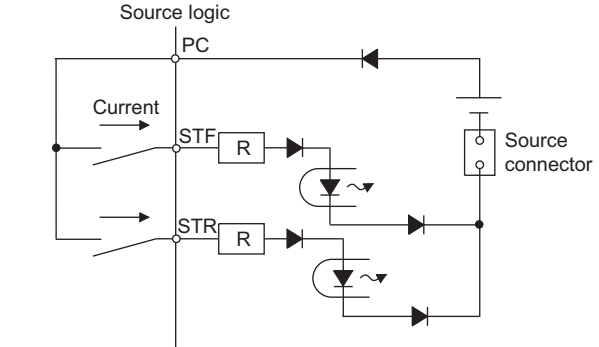 Source logic
PC
Current
STF
R
Source
connector
STR
R